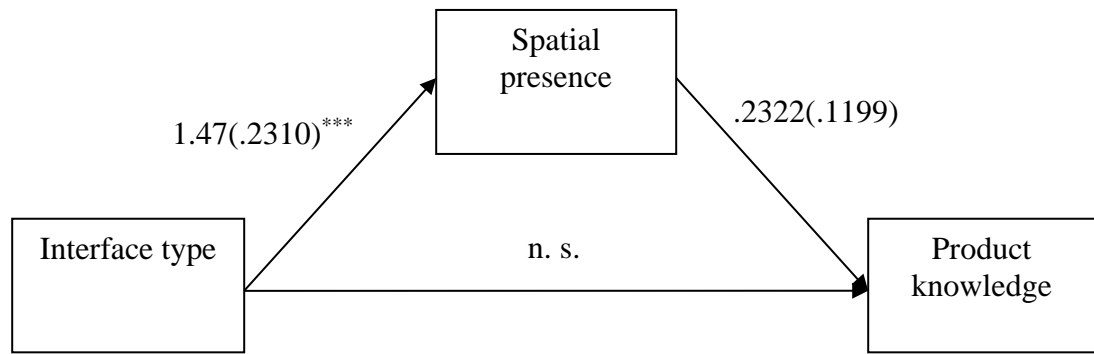 Spatial
presence
1.47(.2310)***
.2322(.1199)
Interface type
n. s.
Product
knowledge